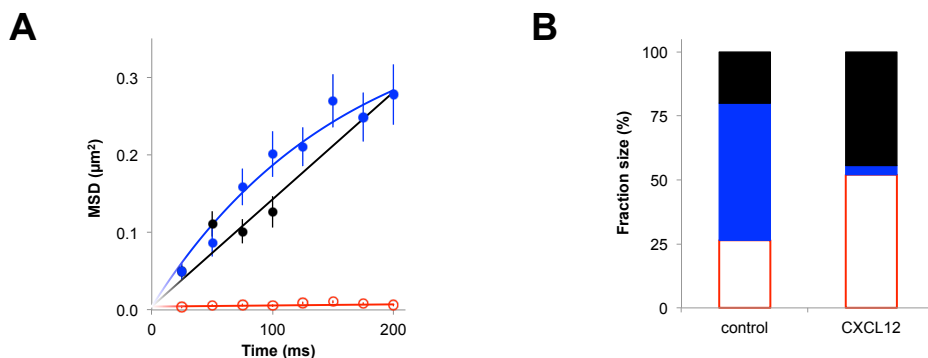 A
MSD (µm²)
0.3
0.2
0.1
0.0
0
100
200
Time (ms)
B
Fraction size (%)
100
75
50
25
0
control
CXCL12